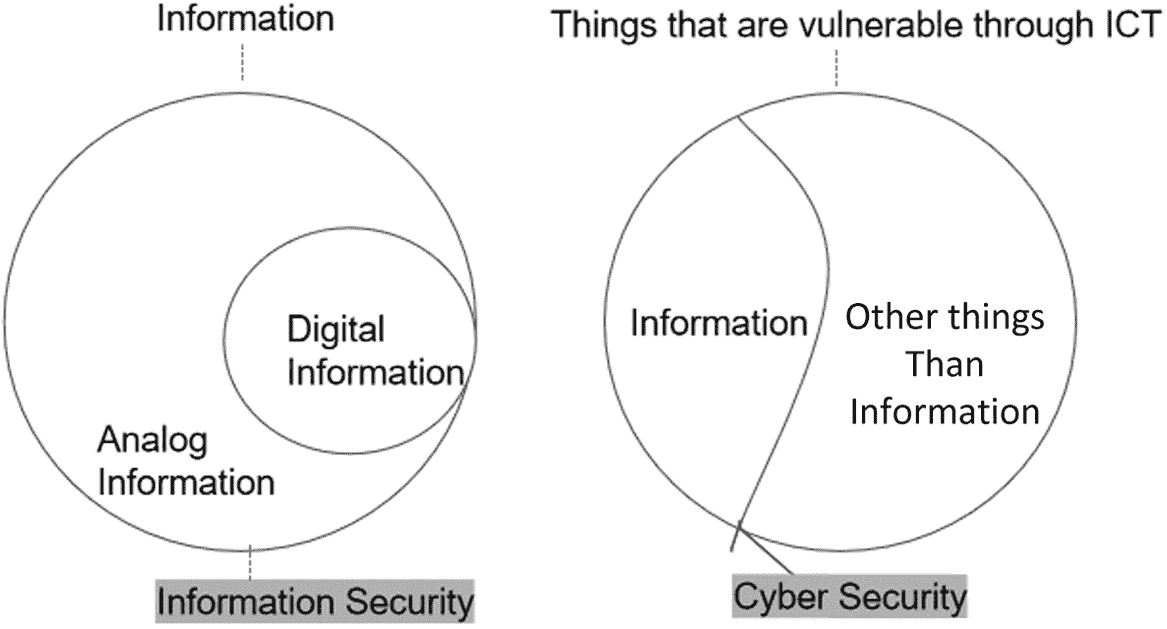 Information
Things that are vulnerable through ICT
Digital
Information
Analog
Information
Information Security
Information
Other things
Than
Information
Cyber Security